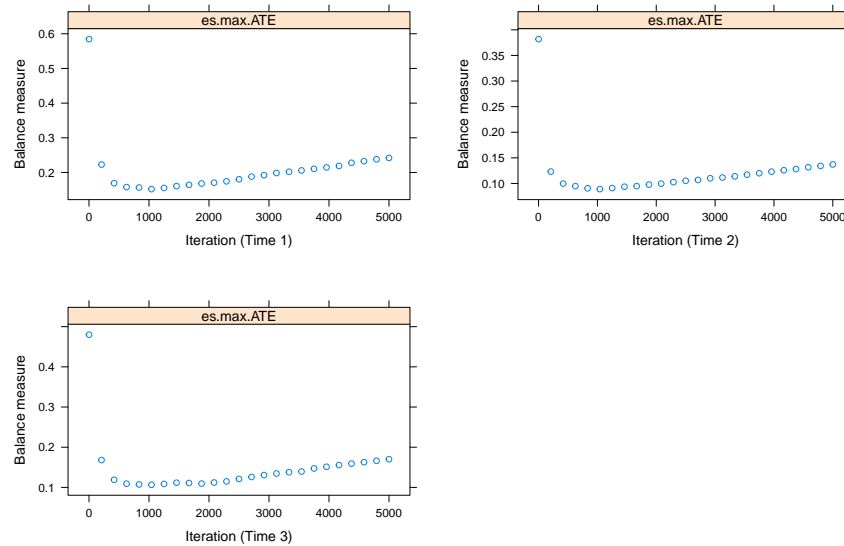 es.max.ATE
Balance measure
0.6
0.5
0.4
0.3
0.2
0 1000 2000 3000 4000 5000
Iteration (Time 1)
es.max.ATE
Balance measure
0.35
0.30
0.25
0.20
0.15
0.10
0 1000 2000 3000 4000 5000
Iteration (Time 2)
es.max.ATE
Balance measure
0.4
0.3
0.2
0.1
0 1000 2000 3000 4000 5000
Iteration (Time 3)